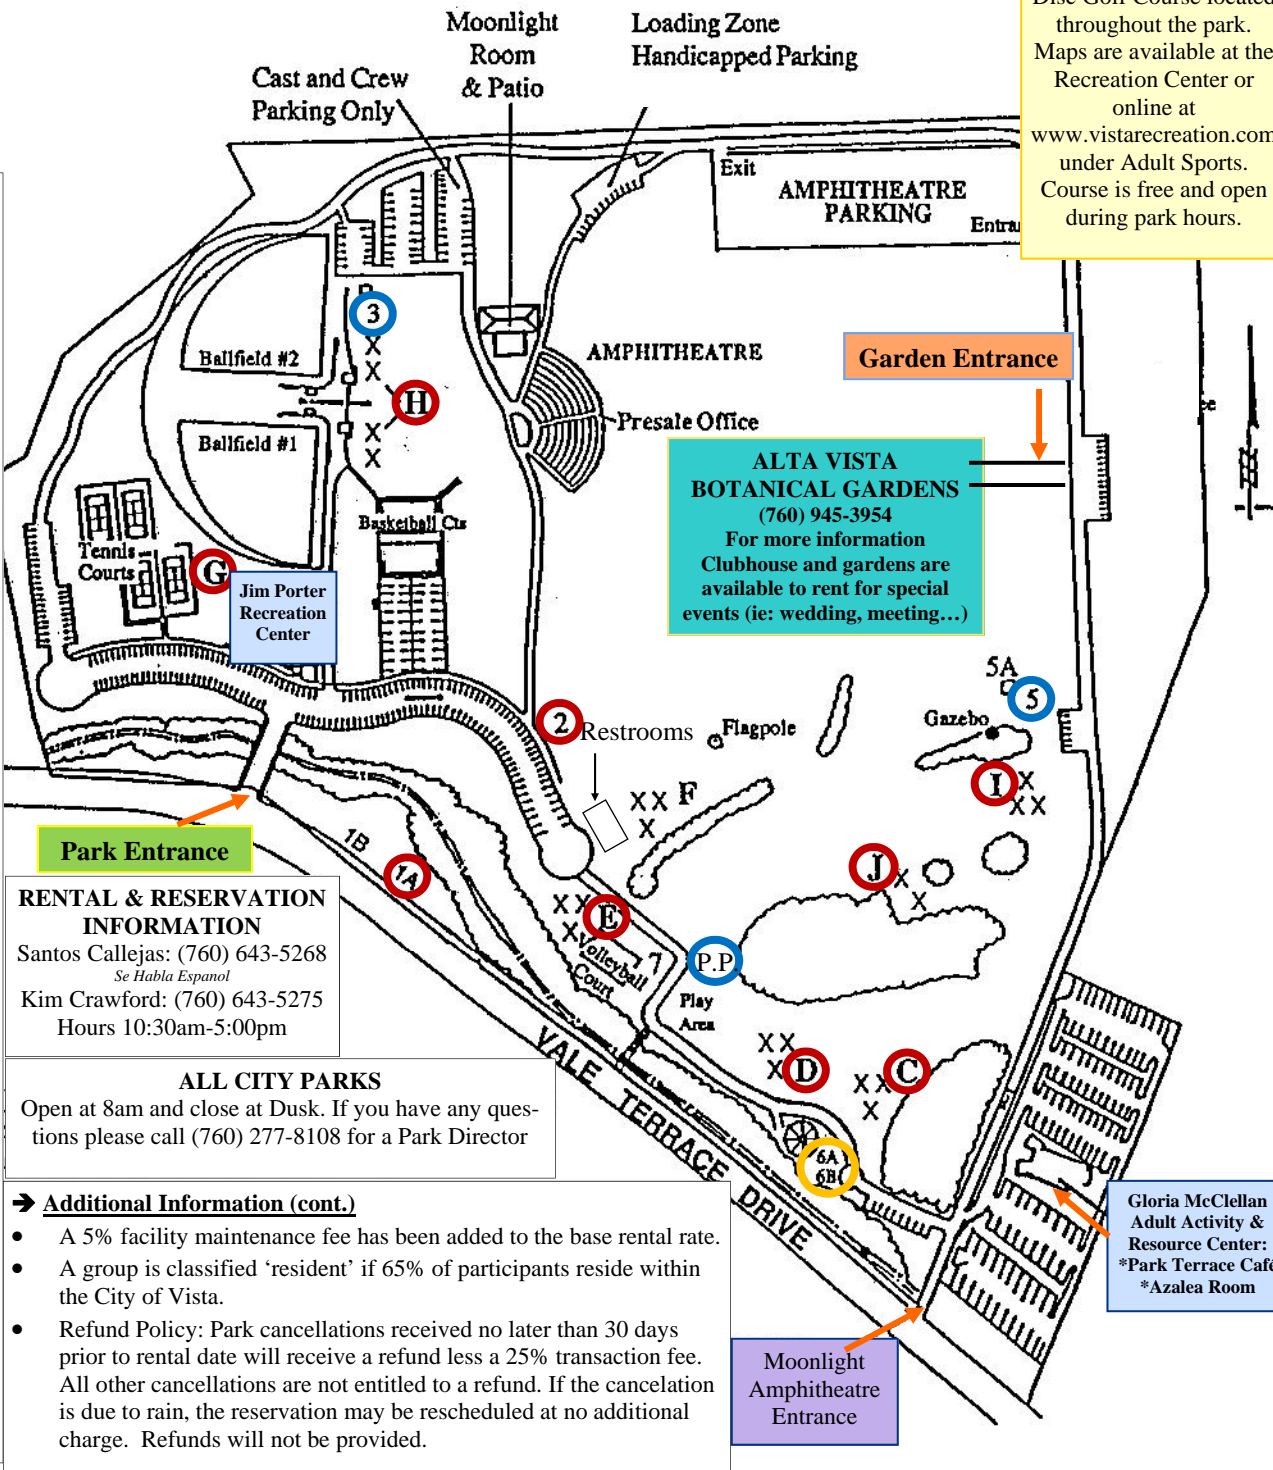 Moonlight
Room
& Patio
Loading Zone
Handicapped Parking
Cast and Crew
Parking Only
Disc Golf Course located
throughout the park.
Maps are available at the
Recreation Center or
online at
www.vistarecreation.com
under Adult Sports.
Course is free and open
during park hours.
Exit
AMPHITHEATRE
PARKING
3
X
X
H
X
X
Ballfield #2
Ballfield #1
AMPHITHEATRE
Presale Office
Garden Entrance
ALTA VISTA
BOTANICAL GARDENS
(760) 945-3954
For more information
Clubhouse and gardens are
available to rent for special
events (ie: wedding, meeting…)
Basketball Cts
Tennis
Courts
G
Jim Porter
Recreation
Center
5A
5
Gazebo
2
Restrooms
Flagpole
I
X
X X
X X F
X
Park Entrance
1B
1A
J
X
X
X X
E
X
Volleyball
Court
7
P.P.
Play
Area
RENTAL & RESERVATION
INFORMATION
Santos Callejas: (760) 643-5268
Se Habla Espanol
Kim Crawford: (760) 643-5275
Hours 10:30am-5:00pm
X X
X D
X X C
X
VALE TERRACE DRIVE
6A
6B
ALL CITY PARKS
Open at 8am and close at Dusk. If you have any ques-
tions please call (760) 277-8108 for a Park Director
Gloria McClellan
Adult Activity &
Resource Center:
*Park Terrace Café
*Azalea Room
Moonlight
Amphitheatre
Entrance
➔ Additional Information (cont.)
• A 5% facility maintenance fee has been added to the base rental rate.
• A group is classified ‘resident’ if 65% of participants reside within
the City of Vista.
• Refund Policy: Park cancellations received no later than 30 days
prior to rental date will receive a refund less a 25% transaction fee.
All other cancellations are not entitled to a refund. If the cancelation
is due to rain, the reservation may be rescheduled at no additional
charge.  Refunds will not be provided.